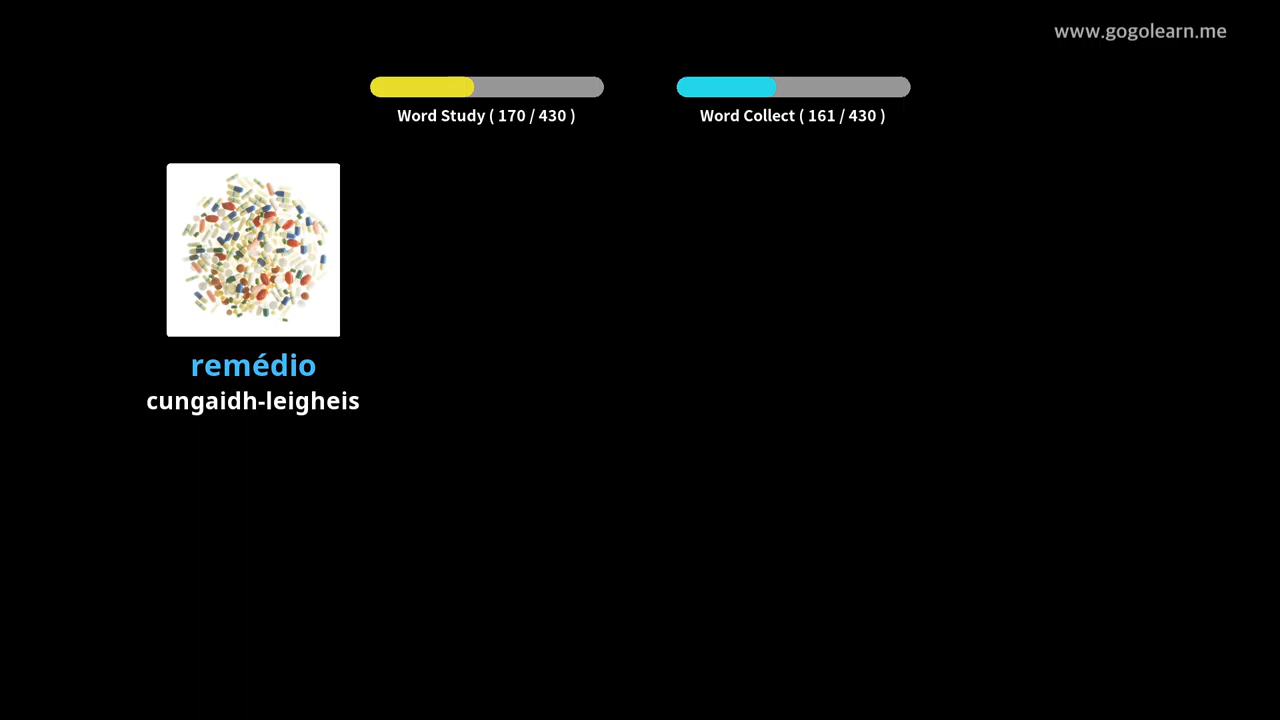 www.gogolearn.me
Word Study ( 170 / 430 )
Word Collect ( 161 / 430 )
remédio
cungaidh-leigheis